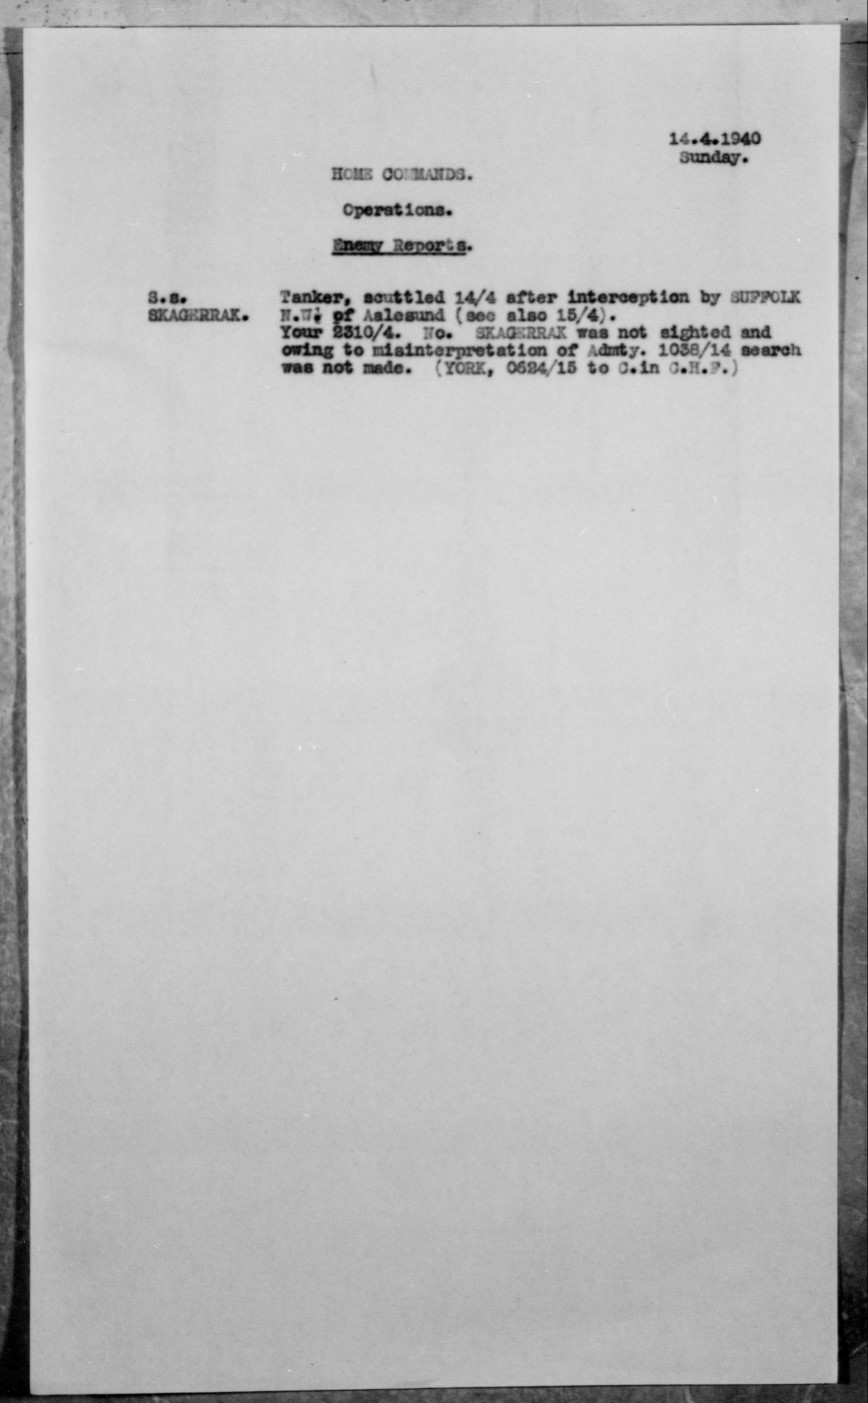 14.4.1940
Sunday.
HOME COMMANDS.
Operations.
Enemy Reports.
S.s. Tanker, scuttled 14/4 after interception by SUFFOLK
SKAGERRAK. N.W. of Aalesund (see also 15/4).
Your 2310/4. No. SKAGERRAK was not sighted and
owing to misinterpretation of Admty. 1038/14 search
was not made. (YORK, 0624/15 to C.in C.H.F.)